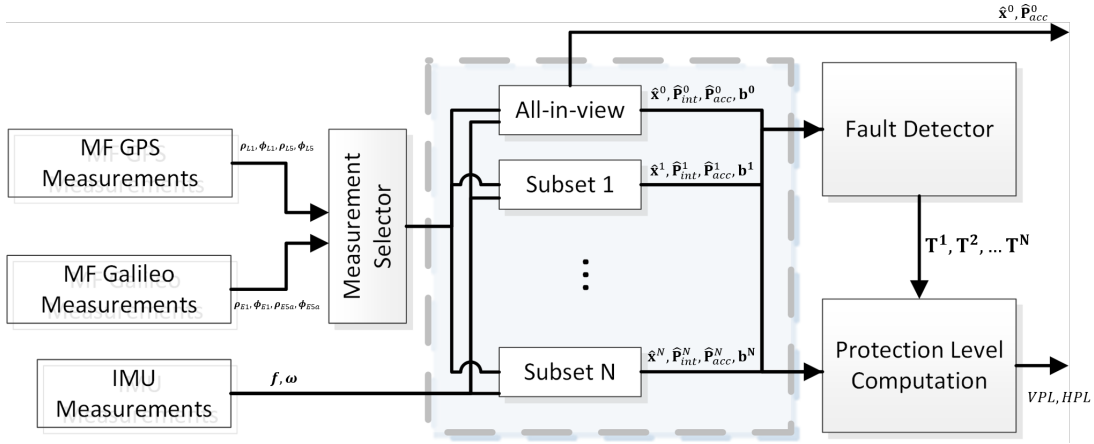 x̂⁰, P̂⁰acc
MF GPS
Measurements
ρL1, ϕL1, ρL5, ϕL5
MF Galileo
Measurements
ρE1, ϕE1, ρE5a, ϕE5a
IMU
Measurements
f, ω
Measurement
Selector
All-in-view
x̂⁰, P̂⁰int, P̂⁰acc, b⁰
Subset 1
x̂¹, P̂¹int, P̂¹acc, b¹
⋮
Subset N
x̂ᴺ, P̂ᴺint, P̂ᴺacc, bᴺ
Fault Detector
T¹, T², … Tᴺ
Protection Level
Computation
VPL, HPL